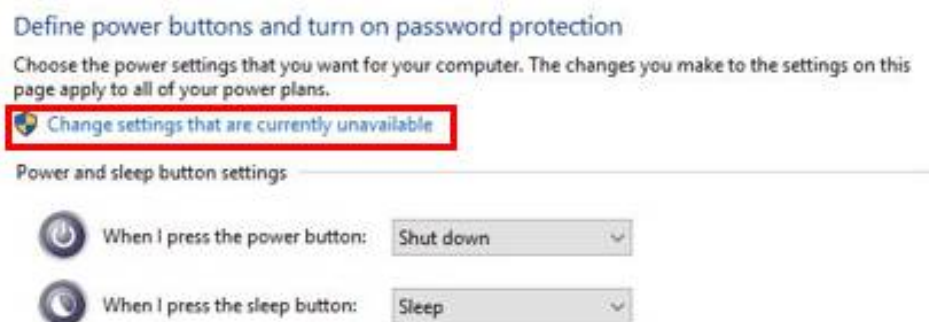 Define power buttons and turn on password protection
Choose the power settings that you want for your computer. The changes you make to the settings on this
page apply to all of your power plans.
Change settings that are currently unavailable
Power and sleep button settings
When I press the power button: Shut down
When I press the sleep button: Sleep